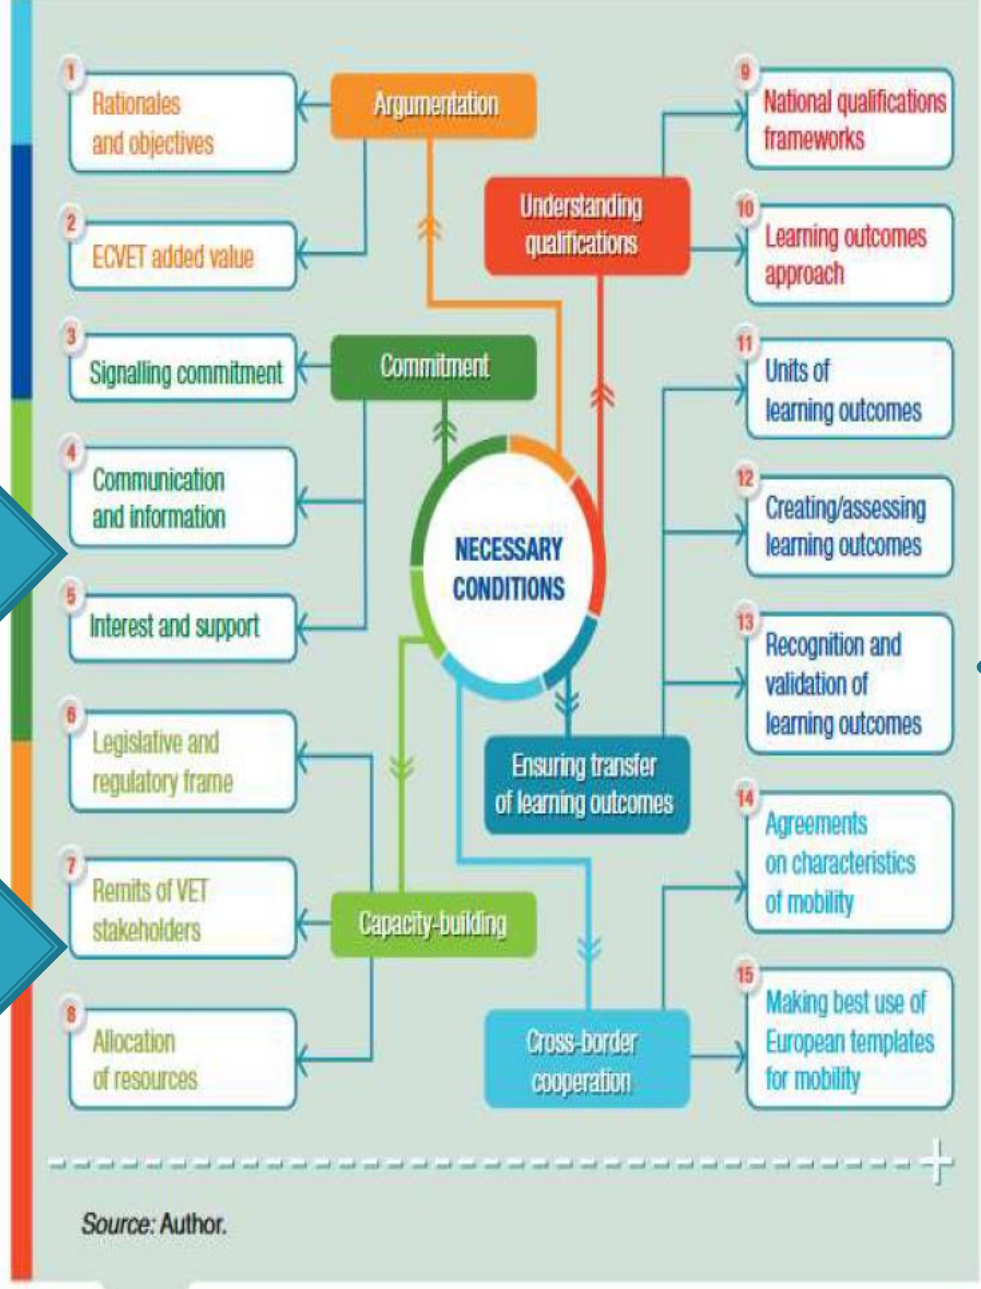 1
Rationales
and objectives
Argumentation
2
ECVET added value
3
Signalling commitment
Commitment
4
Communication
and information
5
Interest and support
6
Legislative and
regulatory frame
7
Remits of VET
stakeholders
Capacity-building
8
Allocation
of resources
NECESSARY
CONDITIONS
Understanding
qualifications
9
National qualifications
frameworks
10
Learning outcomes
approach
11
Units of
learning outcomes
12
Creating/assessing
learning outcomes
13
Recognition and
validation of
learning outcomes
Ensuring transfer
of learning outcomes
14
Agreements
on characteristics
of mobility
Cross-border
cooperation
15
Making best use of
European templates
for mobility
Source: Author.